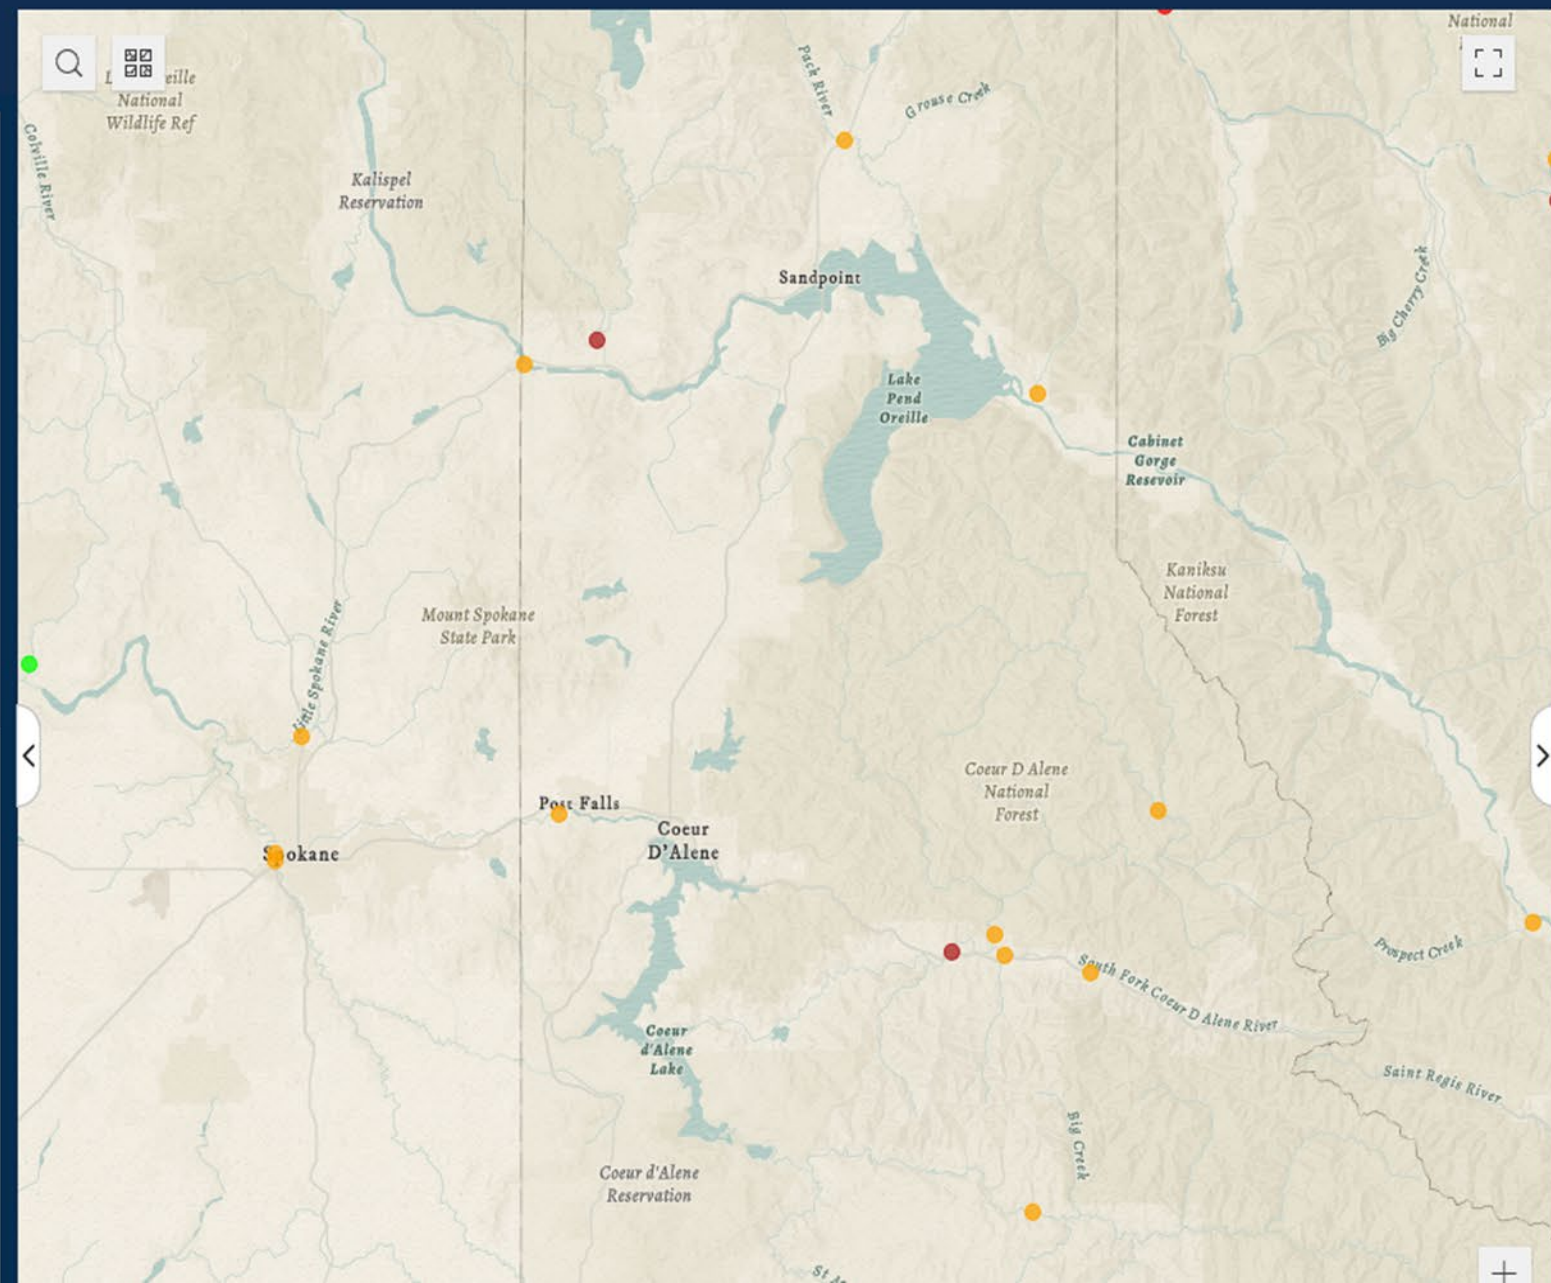 National
eille
National
Wildlife Ref
Pack River
Grouse Creek
Colville River
Kalispel
Reservation
Big Cherry Creek
Sandpoint
Lake
Pend
Oreille
Cabinet
Gorge
Resevoir
Kaniksu
National
Forest
Mount Spokane
State Park
Little Spokane River
Coeur D Alene
National
Forest
Post Falls
Coeur
D'Alene
Spokane
Prospect Creek
South Fork Coeur D Alene River
Coeur
d'Alene
Lake
Saint Regis River
Big Creek
Coeur d'Alene
Reservation